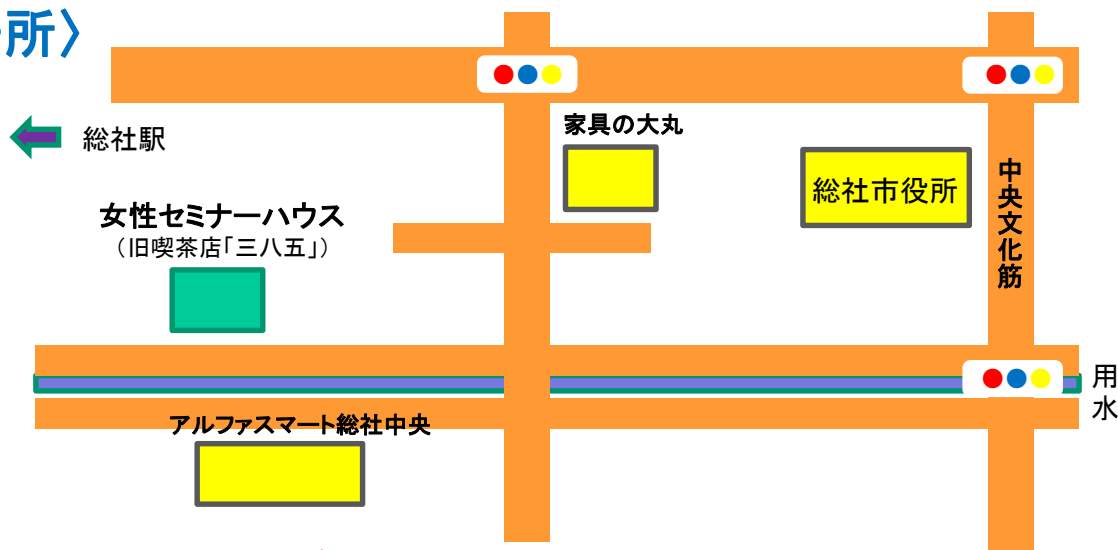 所〉
総社駅
家具の大丸
総社市役所
中央文化筋
女性セミナーハウス
（旧喫茶店「三八五」）
用水
アルファスマート総社中央